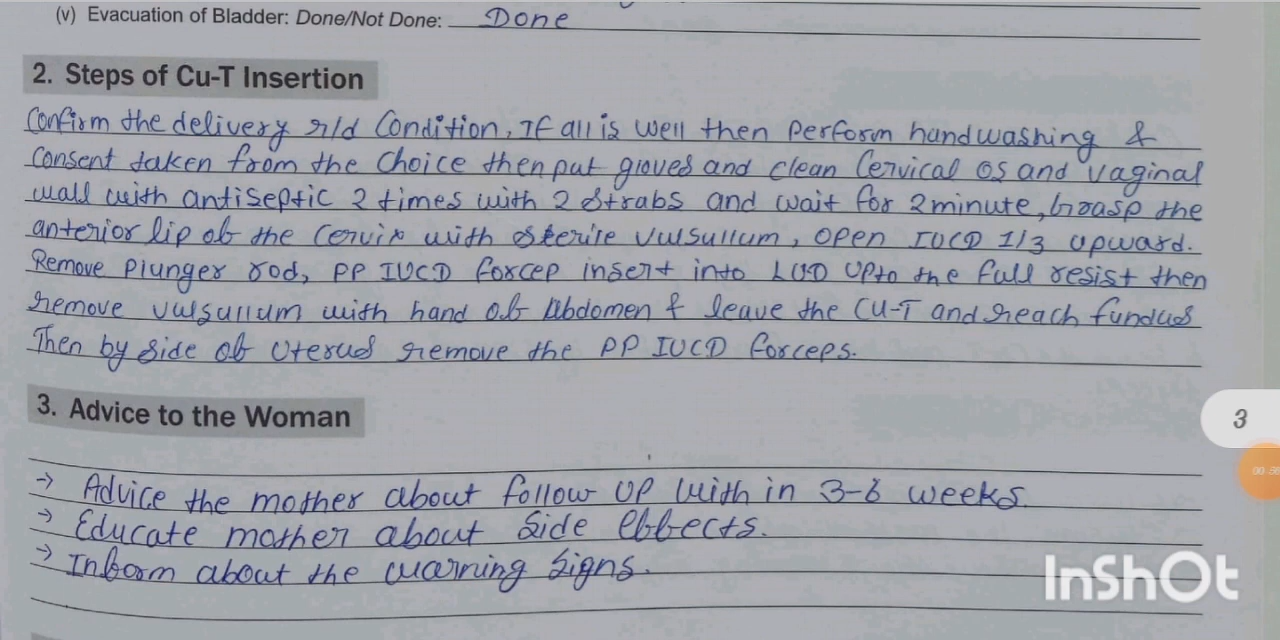 (v) Evacuation of Bladder: Done/Not Done: Done
2. Steps of Cu-T Insertion
Confirm the delivery r/d Condition, If all is well then perform handwashing &
Consent taken from the choice then put gloves and clean Cervical os and vaginal
wall with antiseptic 2 times with 2 strabs and wait for 2 minute, grasp the
anterior lip of the Cervix with sterile vulsullum, open IUCD 1/3 upward.
Remove plunger rod, PP IUCD forcep insert into LUD upto the full resist then
remove vulsullum with hand of Abdomen & leave the CU-T and reach fundus
Then by side of uterus remove the PP IUCD forceps.
3. Advice to the Woman
→ Advice the mother about follow up with in 3-6 weeks.
→ Educate mother about side effects.
→ Inform about the warning signs.
3
InShOt